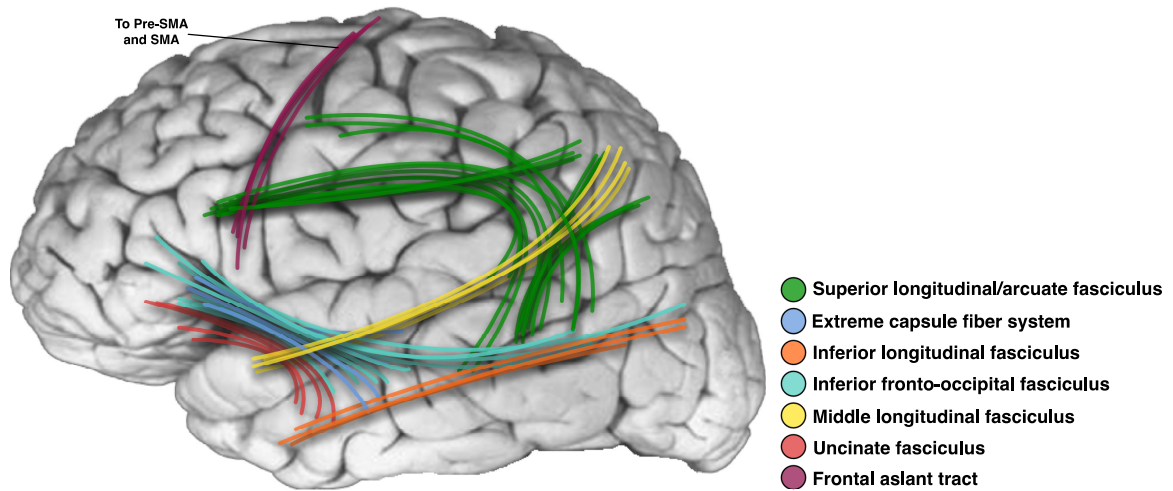 To Pre-SMA
and SMA
Superior longitudinal/arcuate fasciculus
Extreme capsule fiber system
Inferior longitudinal fasciculus
Inferior fronto-occipital fasciculus
Middle longitudinal fasciculus
Uncinate fasciculus
Frontal aslant tract